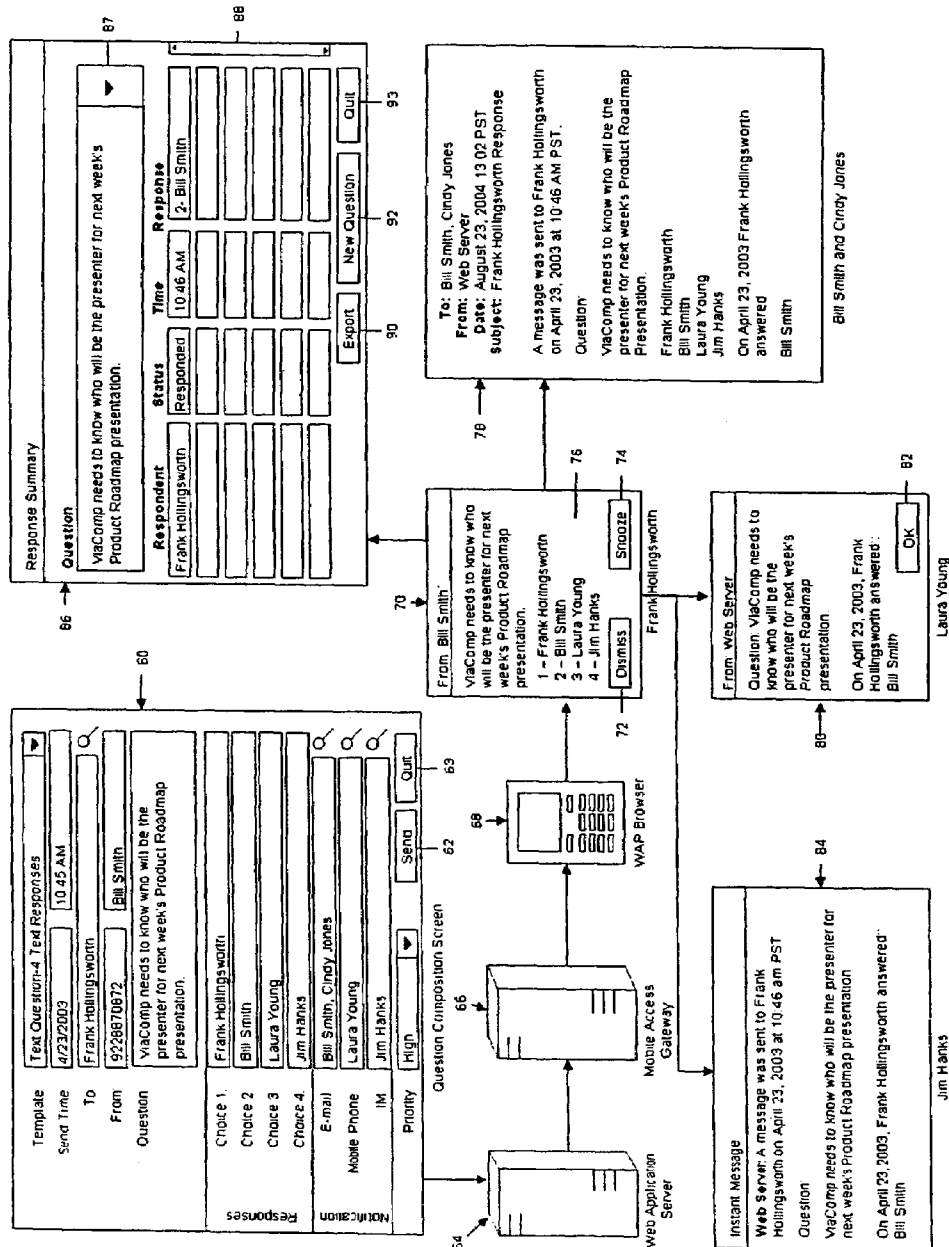 Template
Text Question-4 Text Responses
Send Time
4/23/2003
10 45 AM
To
Frank Hollingsworth
From
9228870872
Bill Smith
Question
ViaComp needs to know who will be the
presenter for next week's Product Roadmap
presentation.
Responses
Choice 1.
Frank Hollingsworth
Choice 2
Bill Smith
Choice 3
Laura Young
Choice 4.
Jim Hanks
Notification
E-mail
Bill Smith, Cindy Jones
Mobile Phone
Laura Young
IM
Jim Hanks
Priority
High
Send
Quit
60
62
63
Question Composition Screen
64
Web Application
Server
66
Mobile Access
Gateway
68
WAP Browser
70
From Bill Smith
ViaComp needs to know who
will be the presenter for next
week's Product Roadmap
presentation.
1 – Frank Hollingsworth
2 – Bill Smith
3 – Laura Young
4 – Jim Hanks
Dismiss
Snooze
72
74
76
Frank Hollingsworth
Response Summary
86
Question
ViaComp needs to know who will be the presenter for next week's
Product Roadmap presentation.
87
Respondent
Status
Time
Response
Frank Hollingsworth
Responded
10:46 AM
2- Bill Smith
88
Export
New Question
Quit
90
92
93
78
To: Bill Smith, Cindy Jones
From: Web Server
Date: August 23, 2004 13 02 PST
subject: Frank Hollingsworth Response
A message was sent to Frank Hollingsworth
on April 23, 2003 at 10:46 AM PST.
Question:
ViaComp needs to know who will be the
presenter for next week's Product Roadmap
Presentation.
Frank Hollingsworth
Bill Smith
Laura Young
Jim Hanks
On April 23, 2003 Frank Hollingsworth
answered
Bill Smith
Bill Smith and Cindy Jones
80
From: Web Server
Question: ViaComp needs to
know who will be the
presenter for next week's
Product Roadmap
presentation
On April 23, 2003, Frank
Hollingsworth answered:
Bill Smith
OK
82
Laura Young
Instant Message
84
Web Server: A message was sent to Frank
Hollingsworth on April 23, 2003 at 10:46 am PST
Question:
ViaComp needs to know who will be the presenter for
next week's Product Roadmap presentation
On April 23, 2003, Frank Hollingsworth answered:
Bill Smith
Jim Hanks